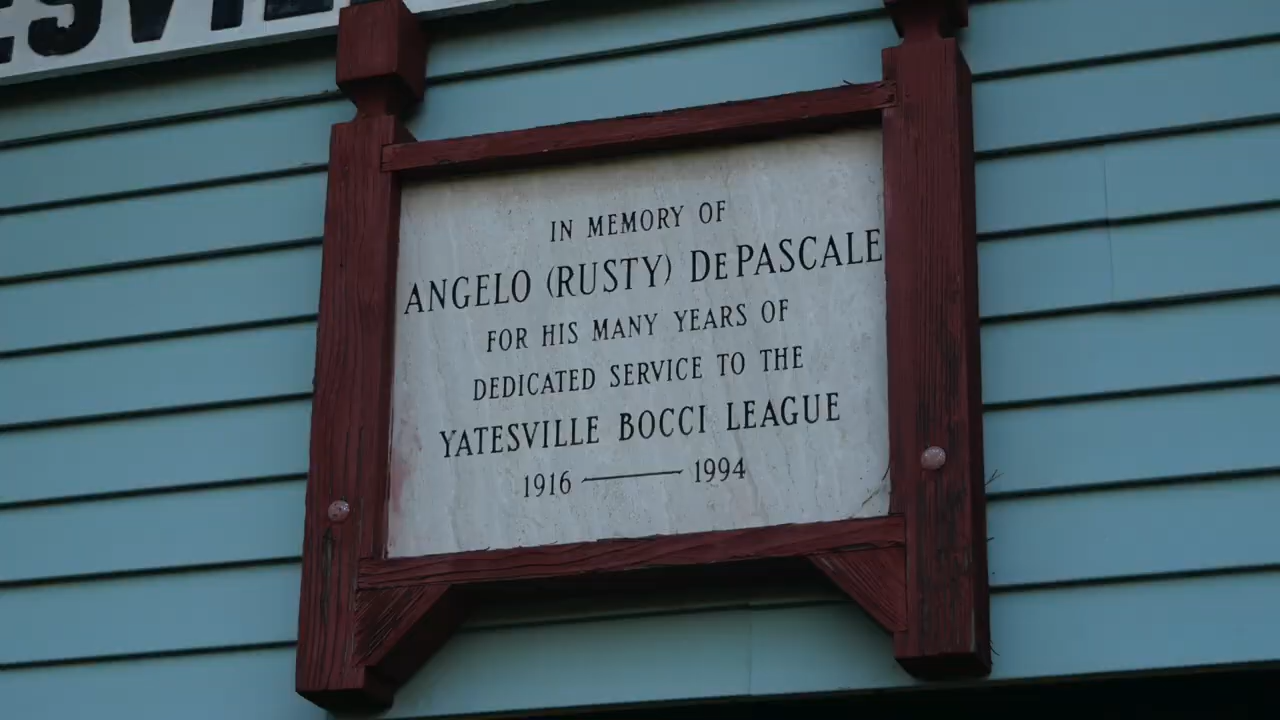 ESVILL
IN MEMORY OF
ANGELO (RUSTY) DePASCALE
FOR HIS MANY YEARS OF
DEDICATED SERVICE TO THE
YATESVILLE BOCCI LEAGUE
1916 — 1994